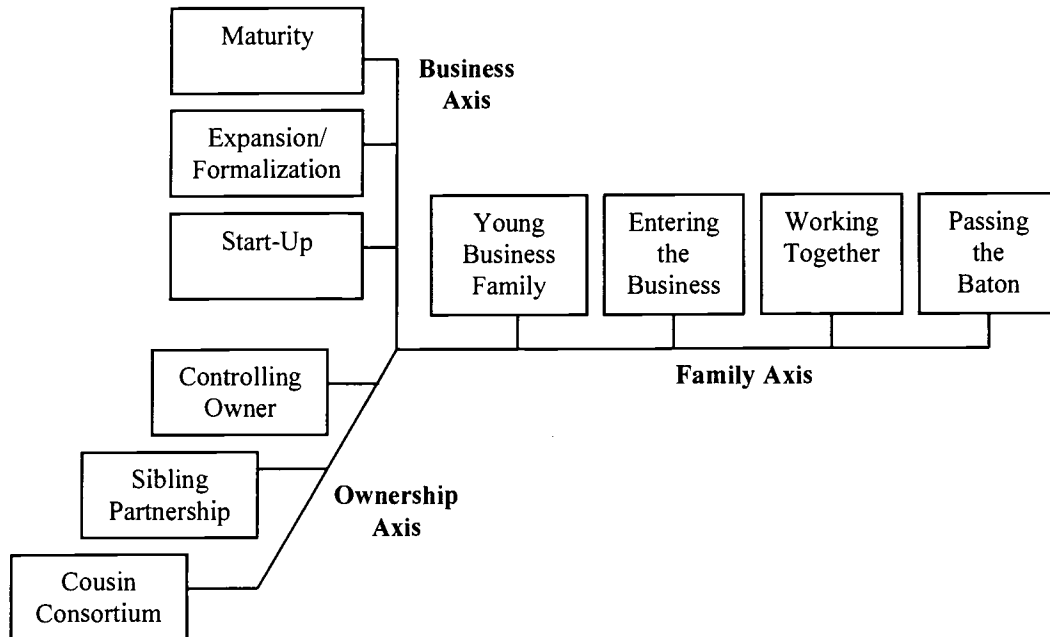 Maturity
Business
Axis
Expansion/
Formalization
Start-Up
Young
Business
Family
Entering
the
Business
Working
Together
Passing
the
Baton
Family Axis
Controlling
Owner
Sibling
Partnership
Ownership
Axis
Cousin
Consortium